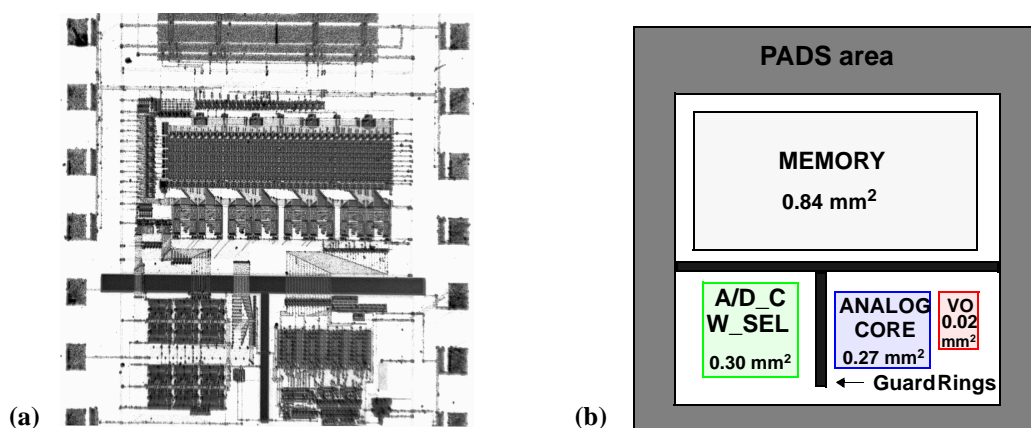 PADS area
MEMORY
0.84 mm²
A/D_C
W_SEL
0.30 mm²
ANALOG
CORE
0.27 mm²
VO
0.02
mm²
GuardRings
(a)
(b)